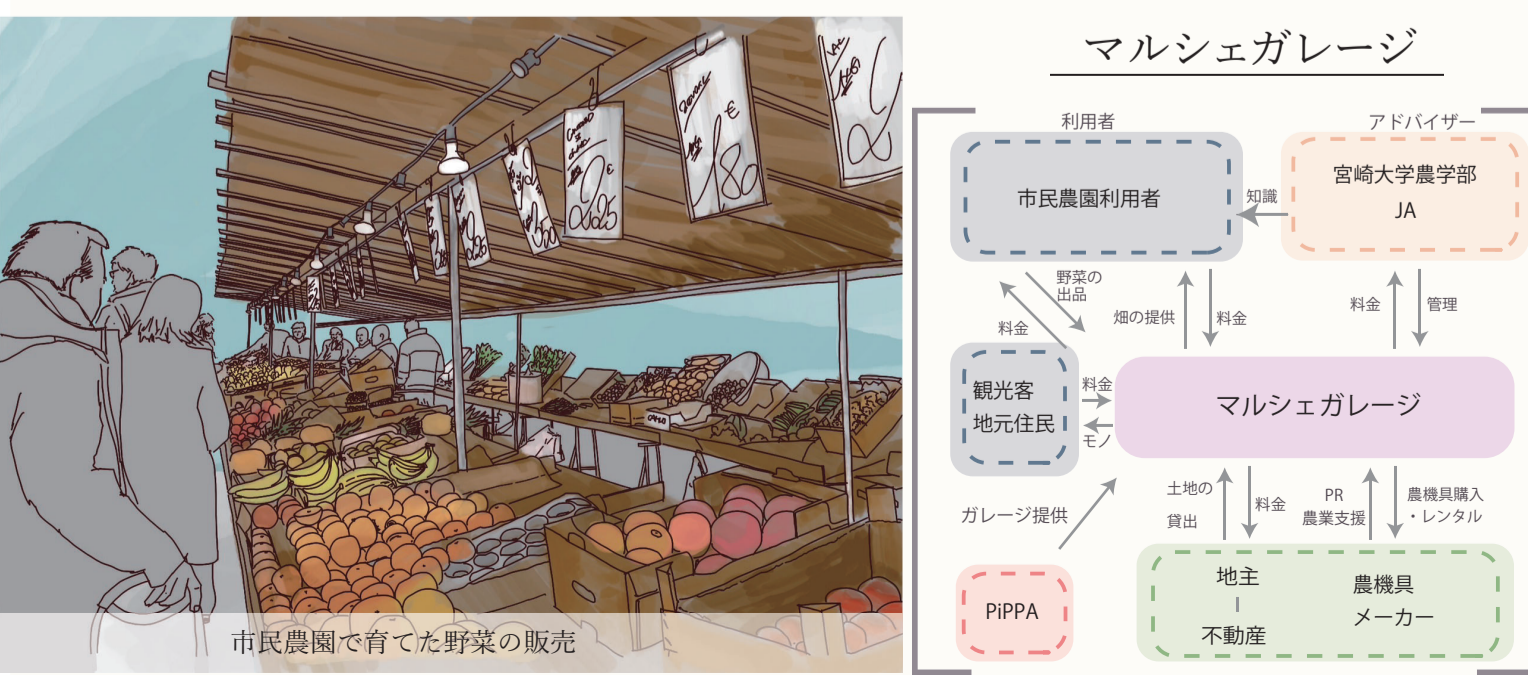 マルシェガレージ
利用者
アドバイザー
市民農園利用者
知識
宮崎大学農学部
JA
野菜の
出品
料金
畑の提供
料金
料金
管理
観光客
地元住民
料金
モノ
マルシェガレージ
ガレージ提供
土地の
貸出
料金
PR
農業支援
農機具購入
・レンタル
PiPPA
地主
不動産
農機具
メーカー
€
1,80
€
市民農園で育てた野菜の販売